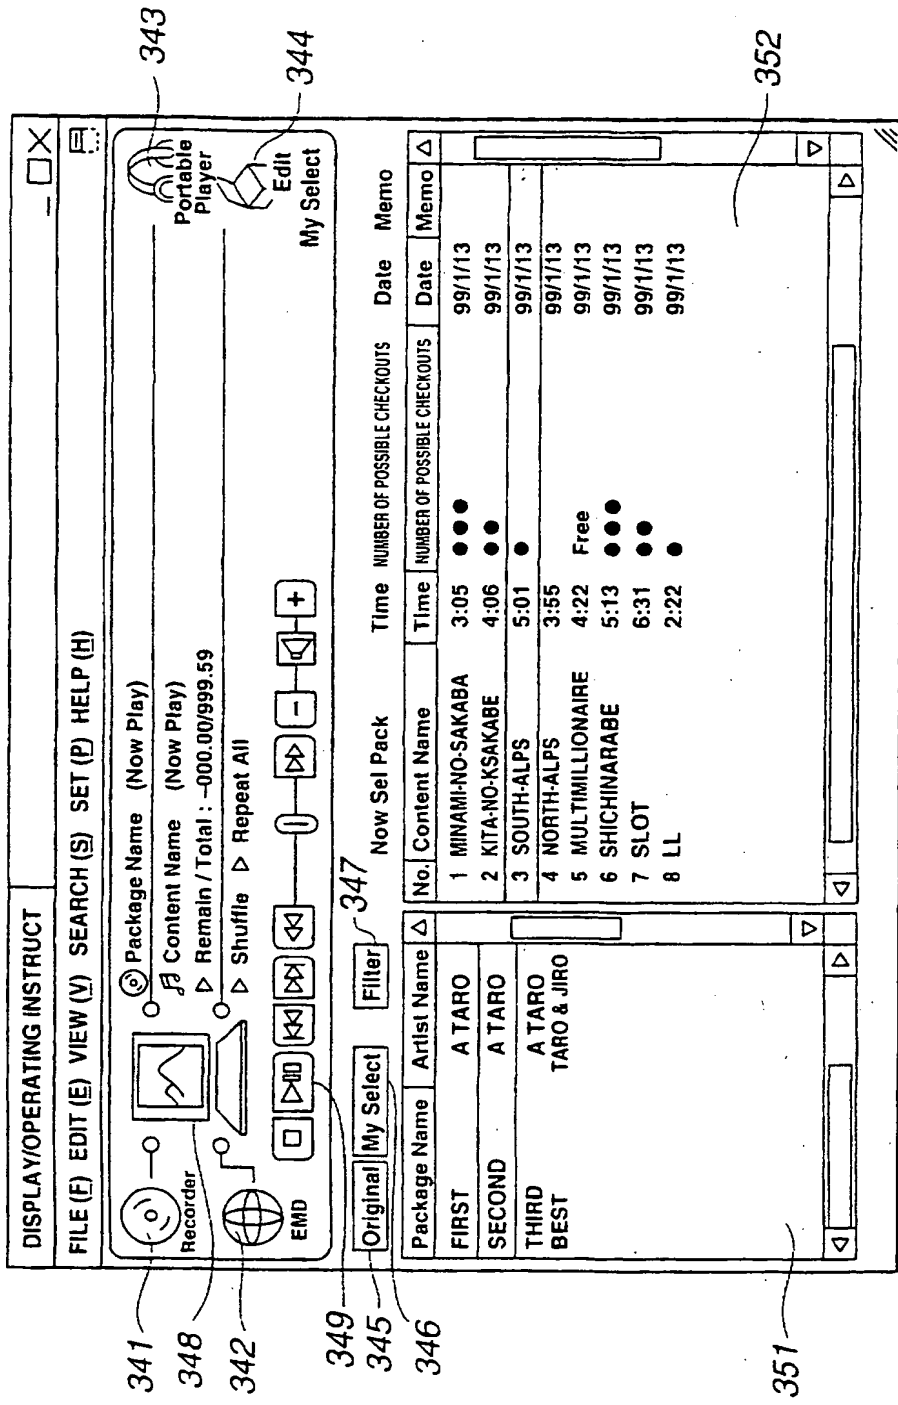 DISPLAY/OPERATING INSTRUCT
FILE (F) EDIT (E) VIEW (V) SEARCH (S) SET (P) HELP (H)
341
Recorder
348
342
EMD
Package Name (Now Play)
Content Name (Now Play)
Remain / Total : -000.00/999.59
Shuffle Repeat All
343
Portable
Player
344
Edit
My Select
349
345
346
Original My Select Filter
347
Now Sel Pack Time NUMBER OF POSSIBLE CHECKOUTS Date Memo
Package Name Artist Name
FIRST A TARO
SECOND A TARO
THIRD A TARO
BEST TARO & JIRO
351
No. Content Name Time NUMBER OF POSSIBLE CHECKOUTS Date Memo
1 MINAMI-NO-SAKABA 3:05 ●●● 99/1/13
2 KITA-NO-KSAKABE 4:06 ●● 99/1/13
3 SOUTH-ALPS 5:01 ● 99/1/13
4 NORTH-ALPS 3:55 99/1/13
5 MULTIMILLIONAIRE 4:22 Free 99/1/13
6 SHICHINARABE 5:13 ●●● 99/1/13
7 SLOT 6:31 ●● 99/1/13
8 LL 2:22 ● 99/1/13
352